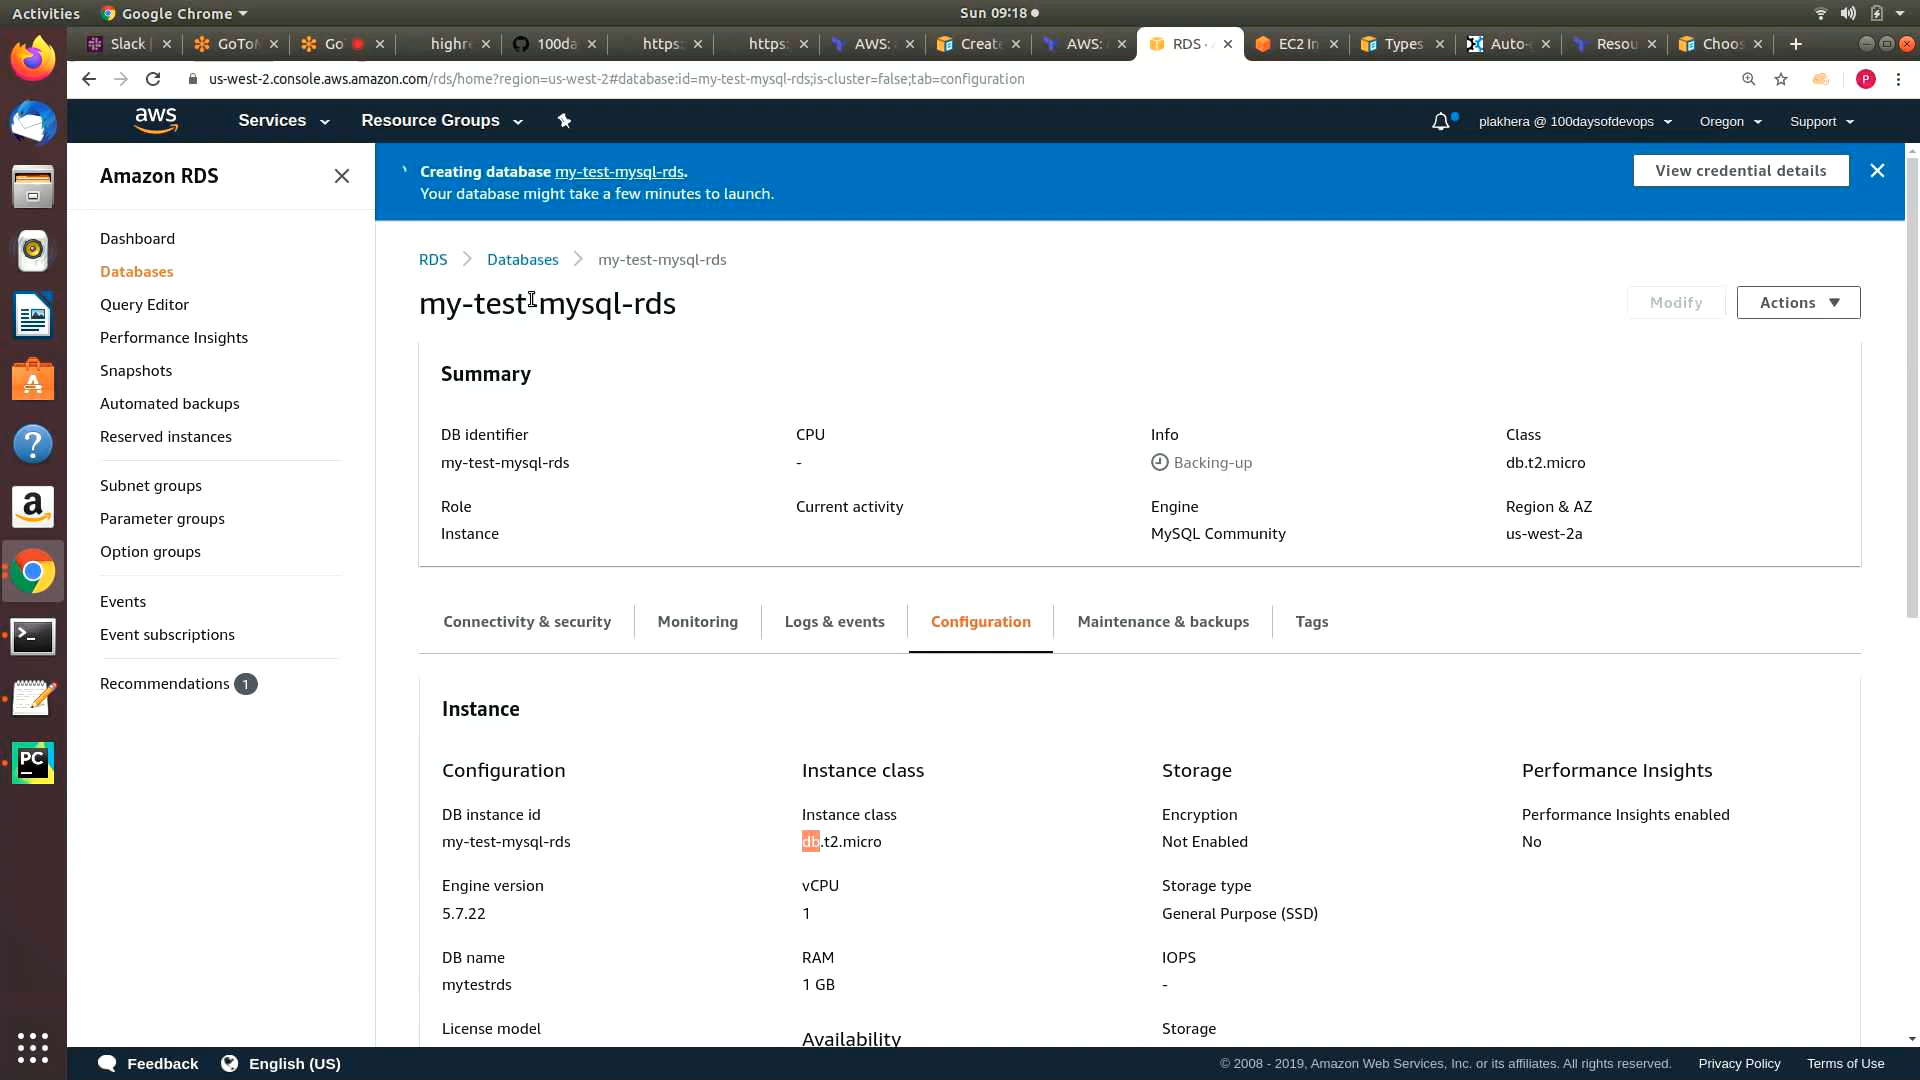 Activities Google Chrome Sun 09:18
Slack GoToM Go highre 100da https: https: AWS: Create AWS: RDS · EC2 In Types Auto- Resou Choos
us-west-2.console.aws.amazon.com/rds/home?region=us-west-2#database:id=my-test-mysql-rds;is-cluster=false;tab=configuration P
aws Services Resource Groups plakhera @ 100daysofdevops Oregon Support
Amazon RDS
Dashboard
Databases
Query Editor
Performance Insights
Snapshots
Automated backups
Reserved instances
Subnet groups
Parameter groups
Option groups
Events
Event subscriptions
Recommendations 1
Creating database my-test-mysql-rds.
Your database might take a few minutes to launch.
View credential details
RDS Databases my-test-mysql-rds
my-test-mysql-rds
Modify Actions
Summary
DB identifier CPU Info Class
my-test-mysql-rds - Backing-up db.t2.micro
Role Current activity Engine Region & AZ
Instance MySQL Community us-west-2a
Connectivity & security Monitoring Logs & events Configuration Maintenance & backups Tags
Instance
Configuration Instance class Storage Performance Insights
DB instance id Instance class Encryption Performance Insights enabled
my-test-mysql-rds db.t2.micro Not Enabled No
Engine version vCPU Storage type
5.7.22 1 General Purpose (SSD)
DB name RAM IOPS
mytestrds 1 GB -
License model Storage
Availability
Feedback English (US) © 2008 - 2019, Amazon Web Services, Inc. or its affiliates. All rights reserved. Privacy Policy Terms of Use
PC
a